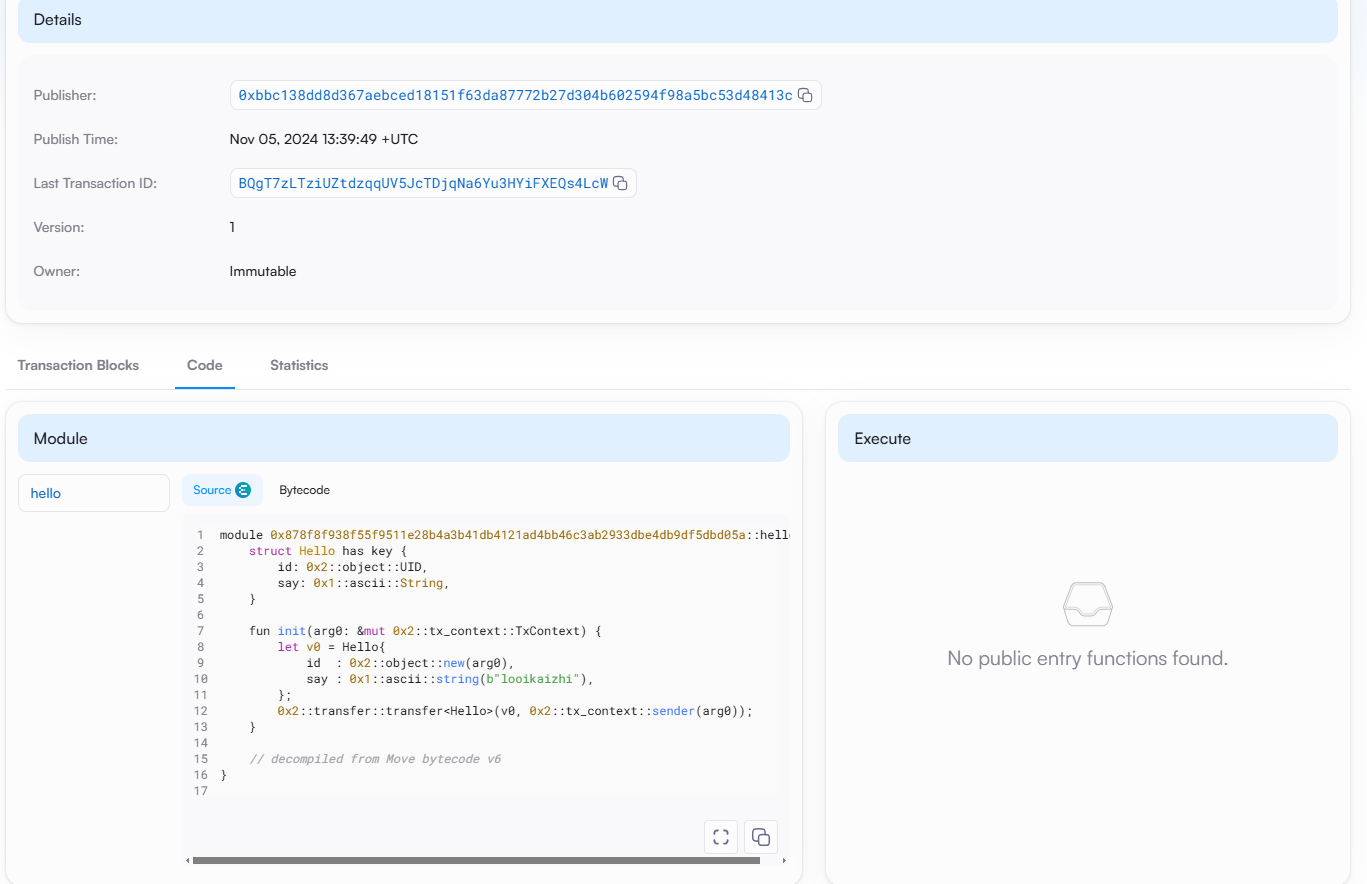 Details
Publisher: 0xbbc138dd8d367aebced18151f63da87772b27d304b602594f98a5bc53d48413c
Publish Time: Nov 05, 2024 13:39:49 +UTC
Last Transaction ID: BQgT7zLTziUZtdzqqUV5JcTDjqNa6Yu3HYiFXEQs4LcW
Version: 1
Owner: Immutable
Transaction Blocks Code Statistics
Module
hello
Source Bytecode
1 module 0x878f8f938f55f9511e28b4a3b41db4121ad4bb46c3ab2933dbe4db9df5dbd05a::hell
2     struct Hello has key {
3         id: 0x2::object::UID,
4         say: 0x1::ascii::String,
5     }
6
7     fun init(arg0: &mut 0x2::tx_context::TxContext) {
8         let v0 = Hello{
9             id  : 0x2::object::new(arg0),
10             say : 0x1::ascii::string(b"looikaizhi"),
11         };
12         0x2::transfer::transfer<Hello>(v0, 0x2::tx_context::sender(arg0));
13     }
14
15     // decompiled from Move bytecode v6
16 }
17
Execute
No public entry functions found.